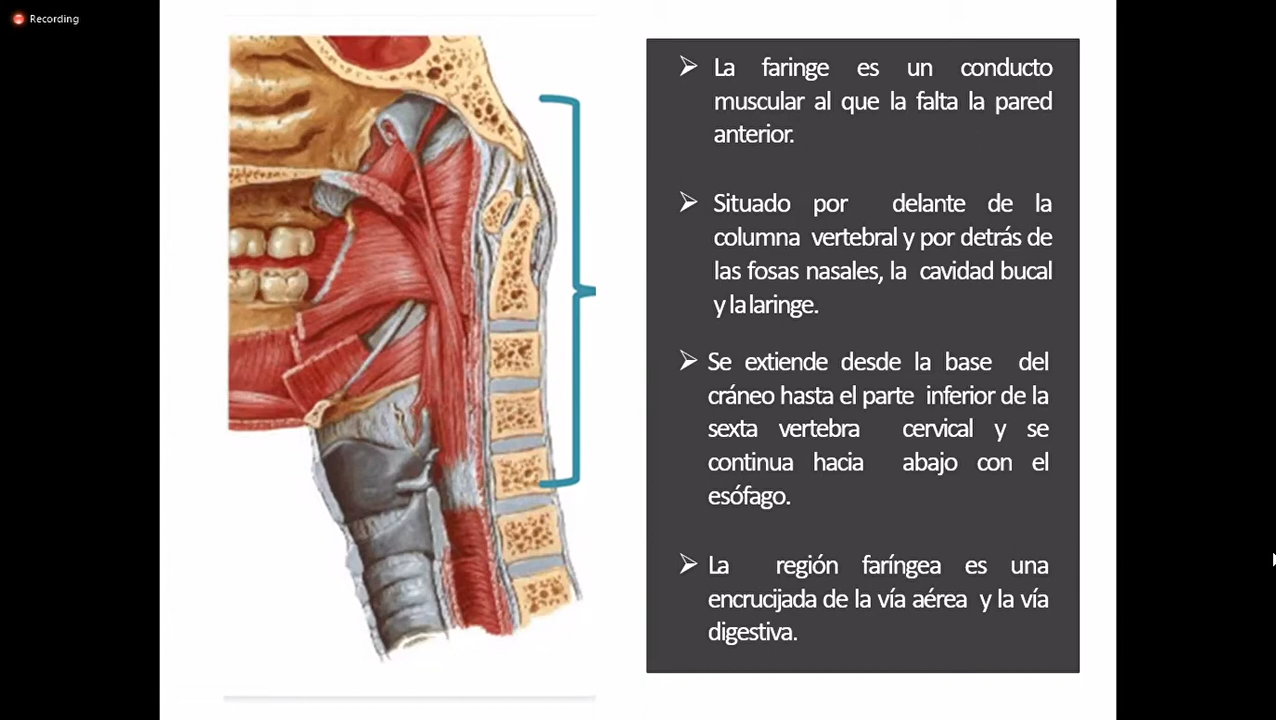 Recording
La faringe es un conducto
muscular al que la falta la pared
anterior.
Situado por delante de la
columna vertebral y por detrás de
las fosas nasales, la cavidad bucal
y la laringe.
Se extiende desde la base del
cráneo hasta el parte inferior de la
sexta vertebra cervical y se
continua hacia abajo con el
esófago.
La región faríngea es una
encrucijada de la vía aérea y la vía
digestiva.